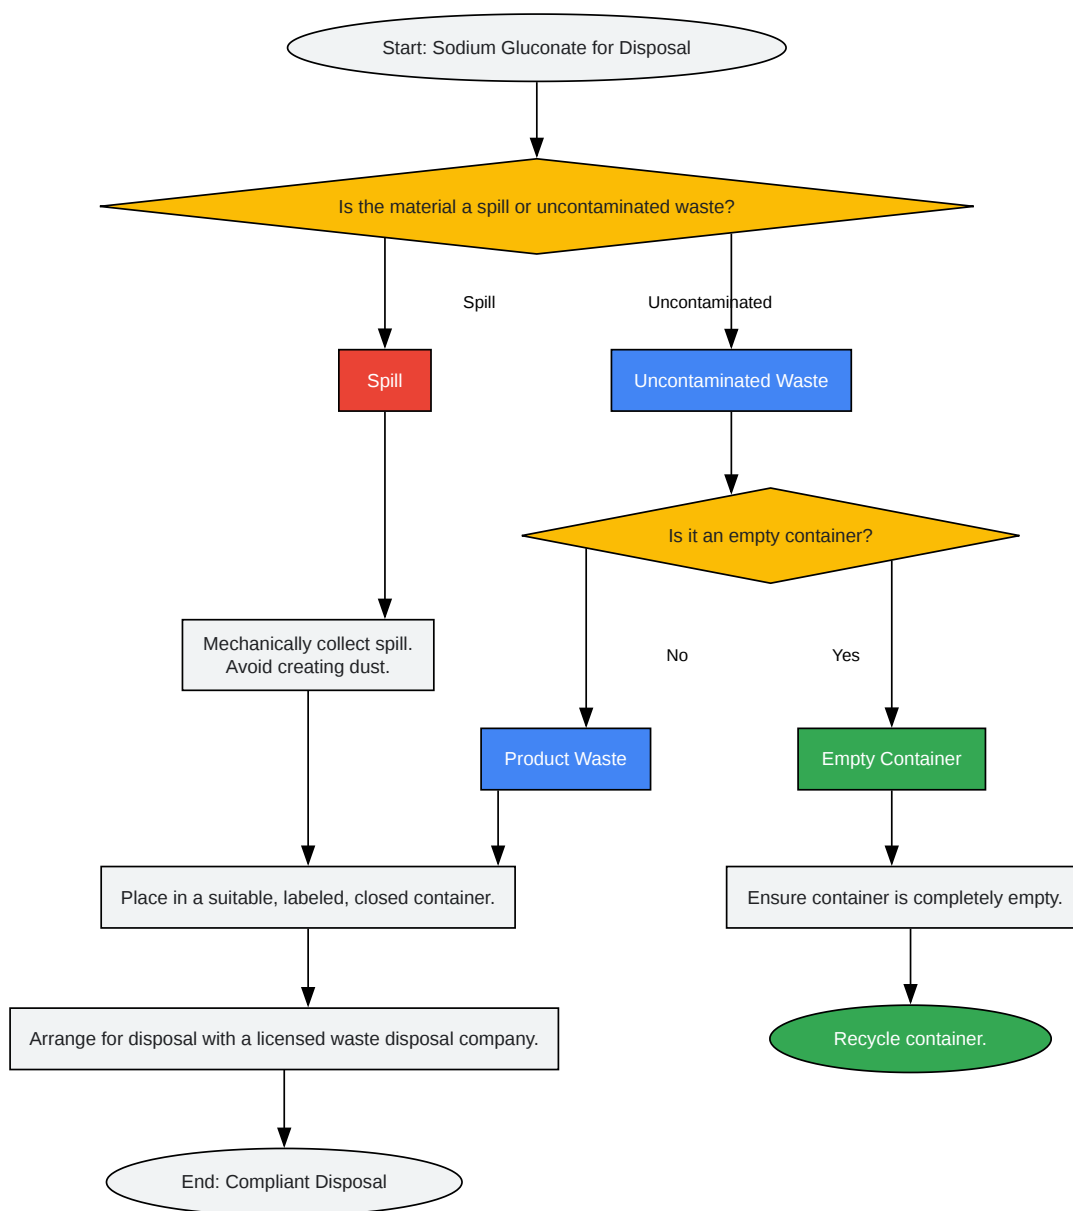 Start: Sodium Gluconate for Disposal
Is the material a spill or uncontaminated waste?
Spill
Uncontaminated
Spill
Uncontaminated Waste
Is it an empty container?
Mechanically collect spill.
Avoid creating dust.
No
Yes
Product Waste
Empty Container
Place in a suitable, labeled, closed container.
Ensure container is completely empty.
Arrange for disposal with a licensed waste disposal company.
Recycle container.
End: Compliant Disposal